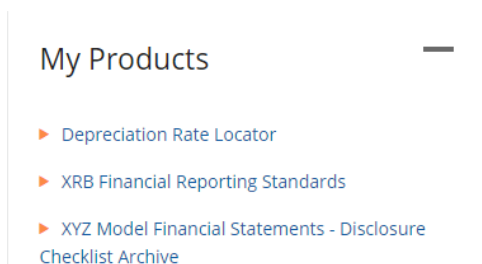 My Products
Depreciation Rate Locator
XRB Financial Reporting Standards
XYZ Model Financial Statements - Disclosure
Checklist Archive